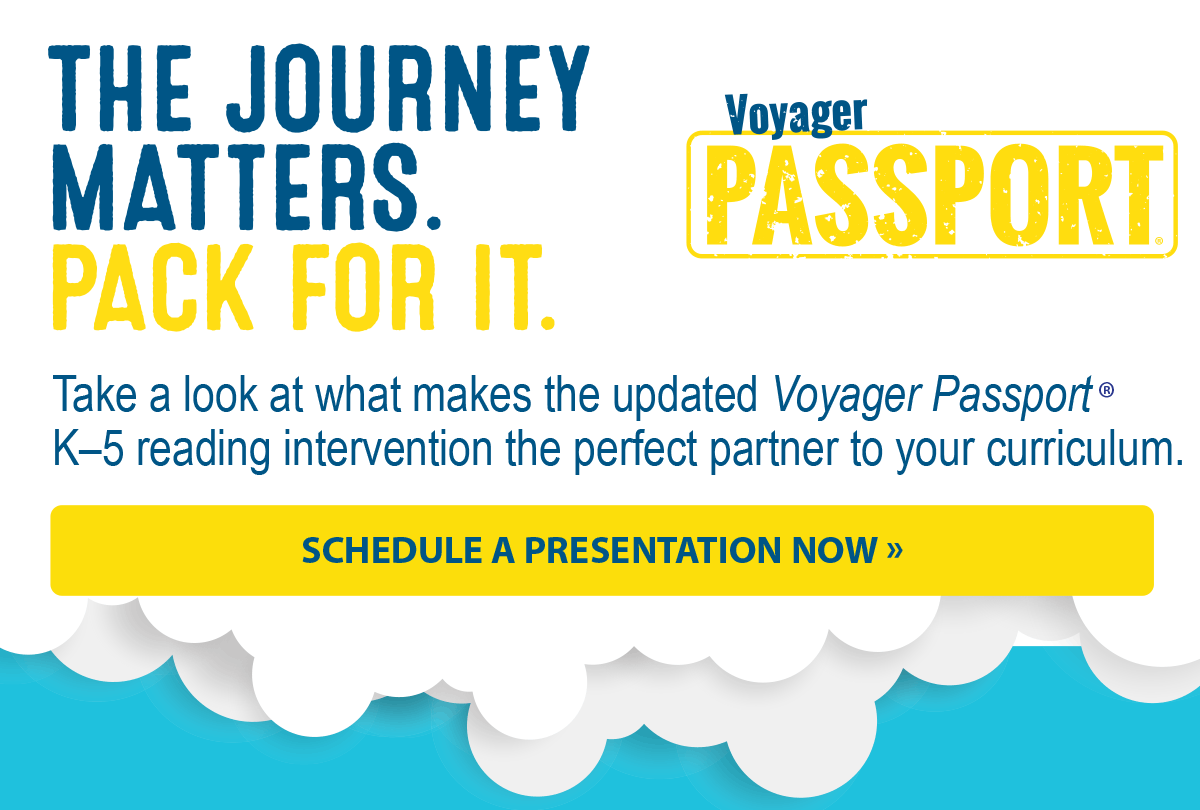 THE JOURNEY
MATTERS.
PACK FOR IT.
Voyager
PASSPORT®
Take a look at what makes the updated Voyager Passport®
K–5 reading intervention the perfect partner to your curriculum.
SCHEDULE A PRESENTATION NOW »